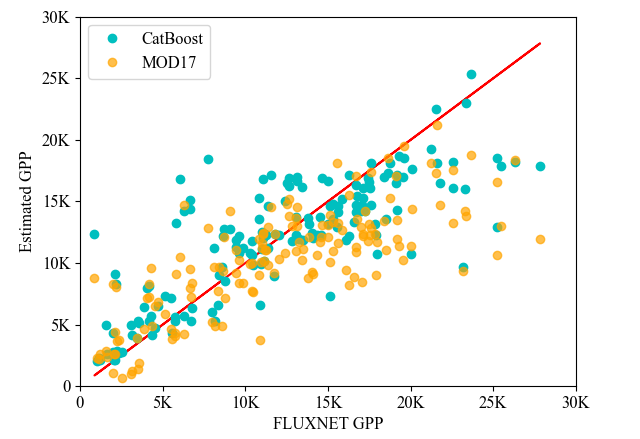 30K
25K
20K
15K
10K
5K
0
Estimated GPP
CatBoost
MOD17
0 5K 10K 15K 20K 25K 30K
FLUXNET GPP